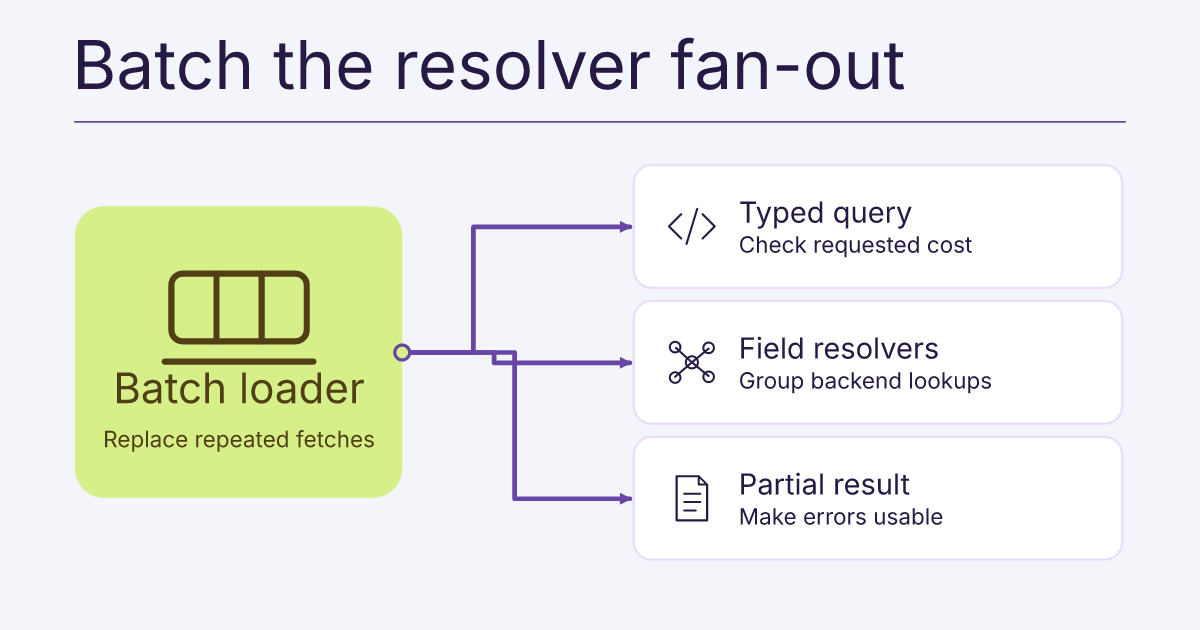 Batch the resolver fan-out
Batch loader
Replace repeated fetches
Typed query
Check requested cost
Field resolvers
Group backend lookups
Partial result
Make errors usable